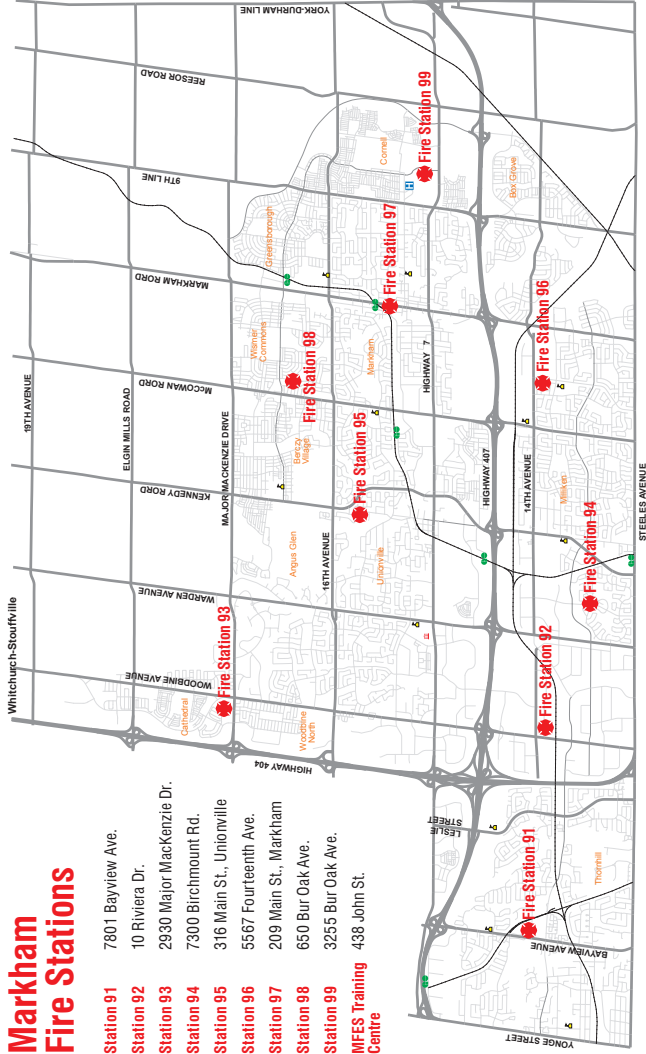 Markham
Fire Stations
Station 91 7801 Bayview Ave.
Station 92 10 Riviera Dr.
Station 93 2930 Major MacKenzie Dr.
Station 94 7300 Birchmount Rd.
Station 95 316 Main St., Unionville
Station 96 5567 Fourteenth Ave.
Station 97 209 Main St., Markham
Station 98 650 Bur Oak Ave.
Station 99 3255 Bur Oak Ave.
MFES Training 438 John St.
Centre
Whitchurch-Stouffville
19TH AVENUE
ELGIN MILLS ROAD
MAJOR MACKENZIE DRIVE
16TH AVENUE
HIGHWAY 7
HIGHWAY 407
14TH AVENUE
STEELES AVENUE
YONGE STREET
BAYVIEW AVENUE
LESLIE
STREET
HIGHWAY 404
WOODBINE AVENUE
WARDEN AVENUE
KENNEDY RORD
McCOWAN RORD
MARKHAM RORD
9TH LINE
REESOR ROAD
YORK-DURHAM LINE
Cathedral
Woodbine
North
Angus Glen
Berczy
Village
Wismer
Commons
Greensborough
Cornell
Box Grove
Markham
Unionville
Milliken
Thornhill
Fire Station 91
Fire Station 92
Fire Station 93
Fire Station 94
Fire Station 95
Fire Station 96
Fire Station 97
Fire Station 98
Fire Station 99
H